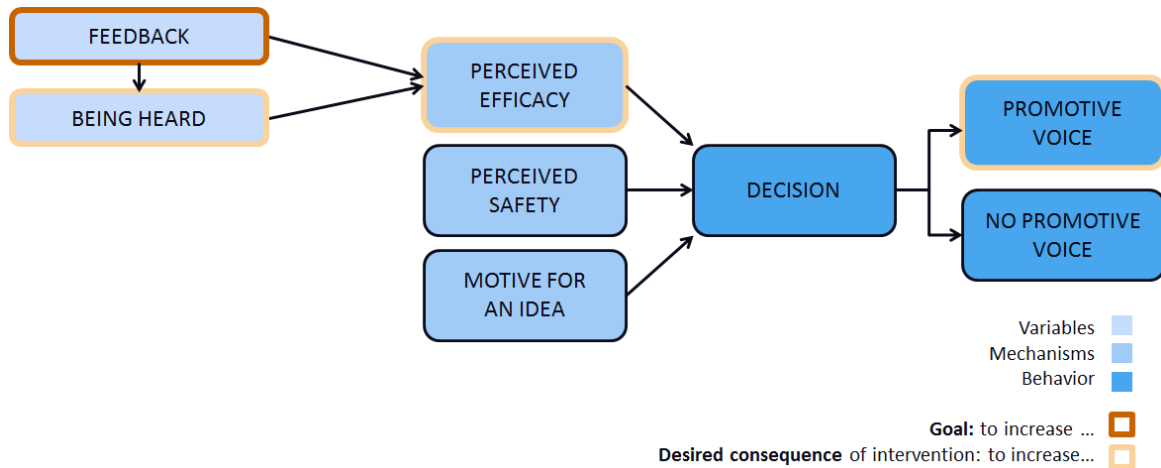 FEEDBACK
BEING HEARD
PERCEIVED
EFFICACY
PERCEIVED
SAFETY
MOTIVE FOR
AN IDEA
DECISION
PROMOTIVE
VOICE
NO PROMOTIVE
VOICE
Variables
Mechanisms
Behavior
Goal: to increase ...
Desired consequence of intervention: to increase...